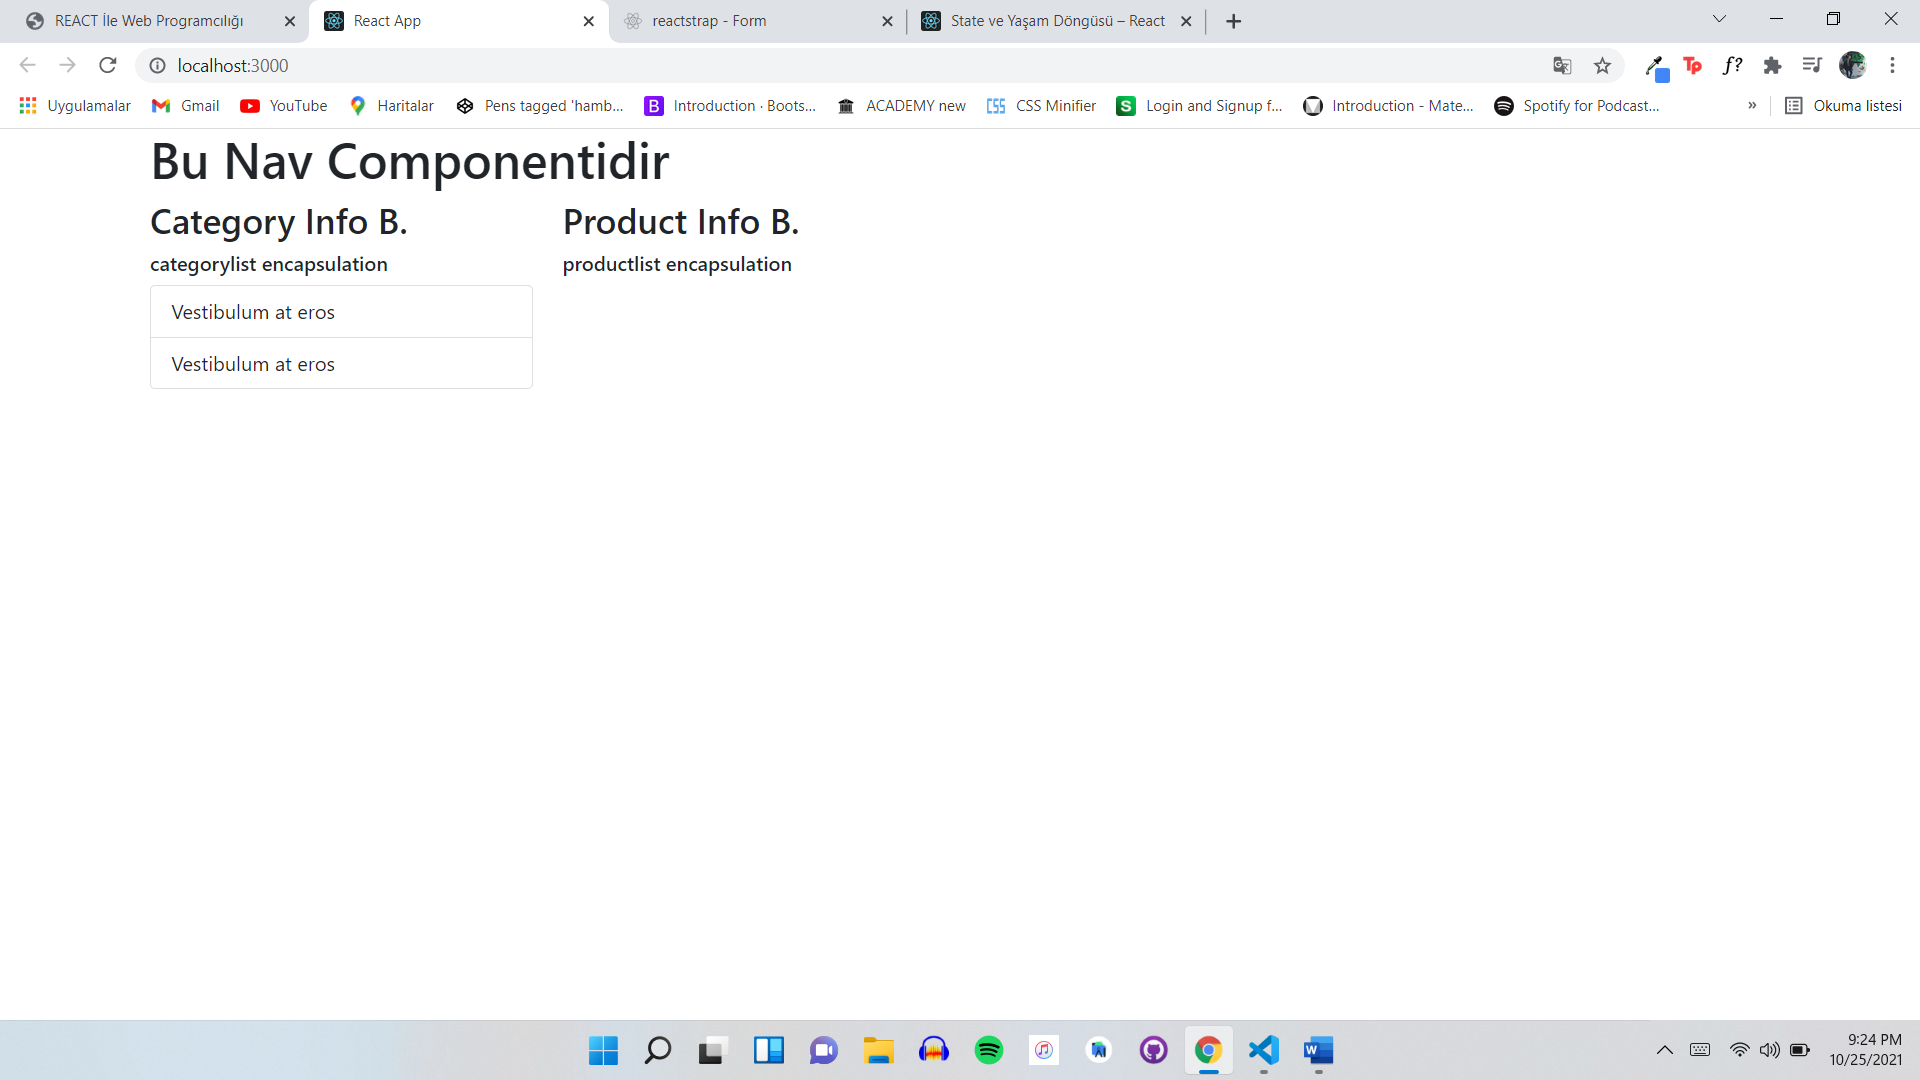 REACT İle Web Programcılığı
React App
reactstrap - Form
State ve Yaşam Döngüsü – React
localhost:3000
Tp
f?
Uygulamalar
Gmail
YouTube
Haritalar
Pens tagged 'hamb...
B
Introduction · Boots...
ACADEMY new
CSS Minifier
S
Login and Signup f...
Introduction - Mate...
Spotify for Podcast...
»
Okuma listesi
Bu Nav Componentidir
Category Info B.
categorylist encapsulation
Vestibulum at eros
Vestibulum at eros
Product Info B.
productlist encapsulation
W
9:24 PM
10/25/2021